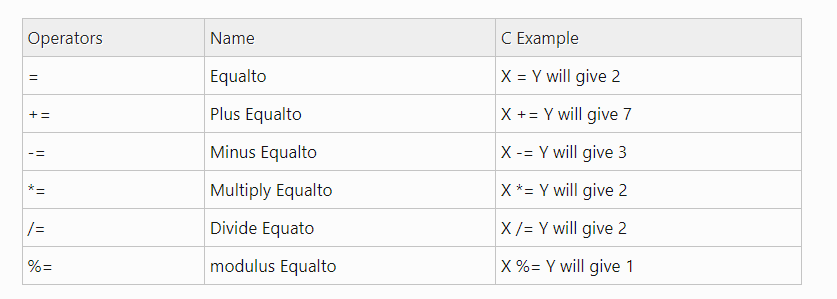 Operators Name C Example
= Equalto X = Y will give 2
+= Plus Equalto X += Y will give 7
-= Minus Equalto X -= Y will give 3
*= Multiply Equalto X *= Y will give 2
/= Divide Equato X /= Y will give 2
%= modulus Equalto X %= Y will give 1